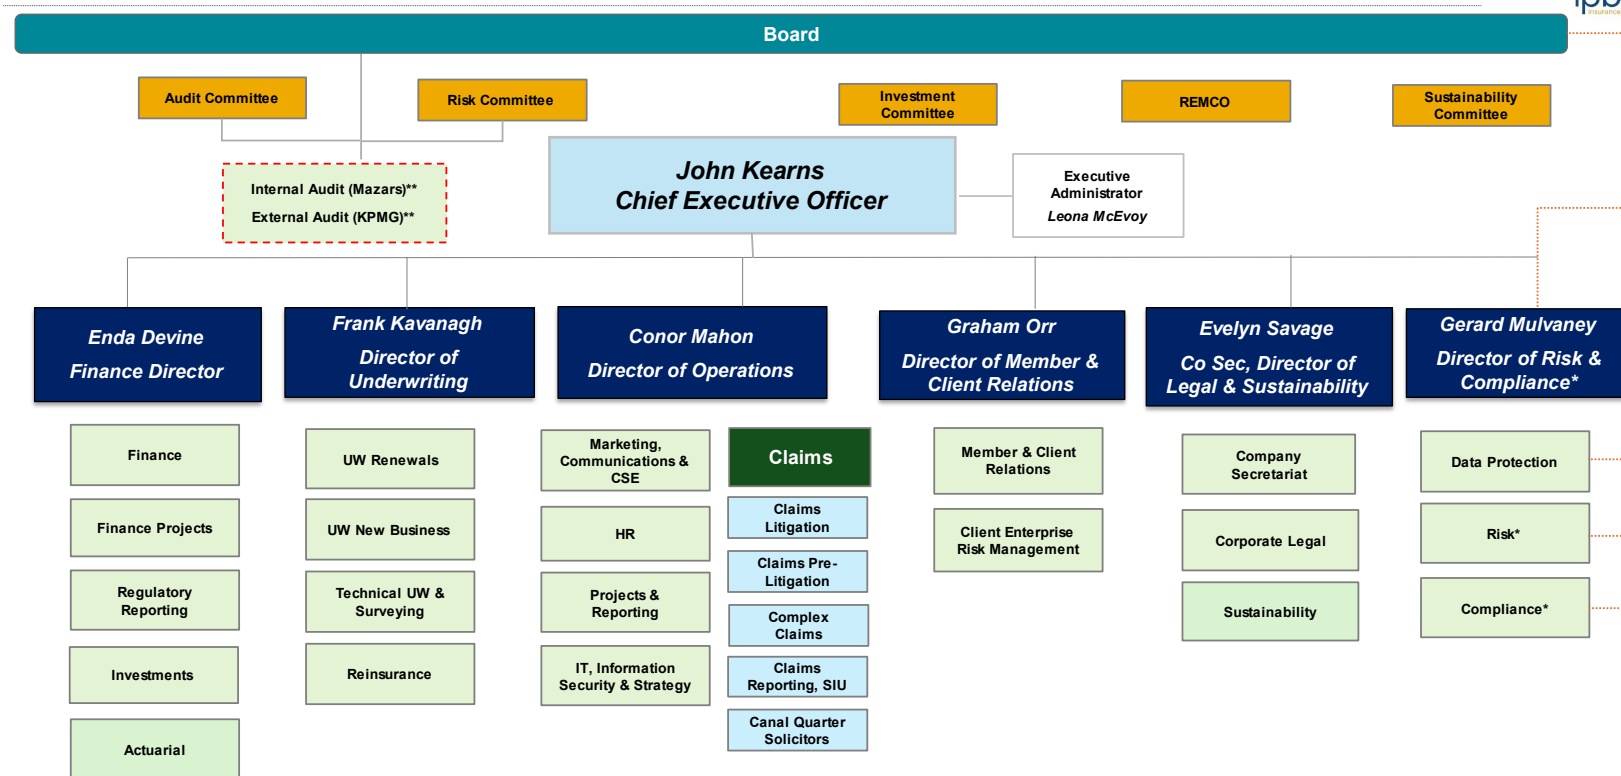 ipb
insurance
Board
Audit Committee
Risk Committee
Investment
Committee
REMCO
Sustainability
Committee
Internal Audit (Mazars)**
External Audit (KPMG)**
John Kearns
Chief Executive Officer
Executive
Administrator
Leona McEvoy
Enda Devine
Finance Director
Frank Kavanagh
Director of
Underwriting
Conor Mahon
Director of Operations
Graham Orr
Director of Member &
Client Relations
Evelyn Savage
Co Sec, Director of
Legal & Sustainability
Gerard Mulvaney
Director of Risk &
Compliance*
Finance
Finance Projects
Regulatory
Reporting
Investments
Actuarial
UW Renewals
UW New Business
Technical UW &
Surveying
Reinsurance
Marketing,
Communications &
CSE
HR
Projects &
Reporting
IT, Information
Security & Strategy
Claims
Claims
Litigation
Claims Pre-
Litigation
Complex
Claims
Claims
Reporting, SIU
Canal Quarter
Solicitors
Member & Client
Relations
Client Enterprise
Risk Management
Company
Secretariat
Corporate Legal
Sustainability
Data Protection
Risk*
Compliance*